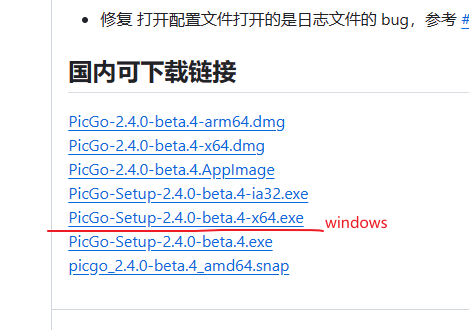 修复 打开配置文件打开的是日志文件的 bug，参考 #
国内可下载链接
PicGo-2.4.0-beta.4-arm64.dmg
PicGo-2.4.0-beta.4-x64.dmg
PicGo-2.4.0-beta.4.AppImage
PicGo-Setup-2.4.0-beta.4-ia32.exe
PicGo-Setup-2.4.0-beta.4-x64.exe
windows
PicGo-Setup-2.4.0-beta.4.exe
picgo_2.4.0-beta.4_amd64.snap